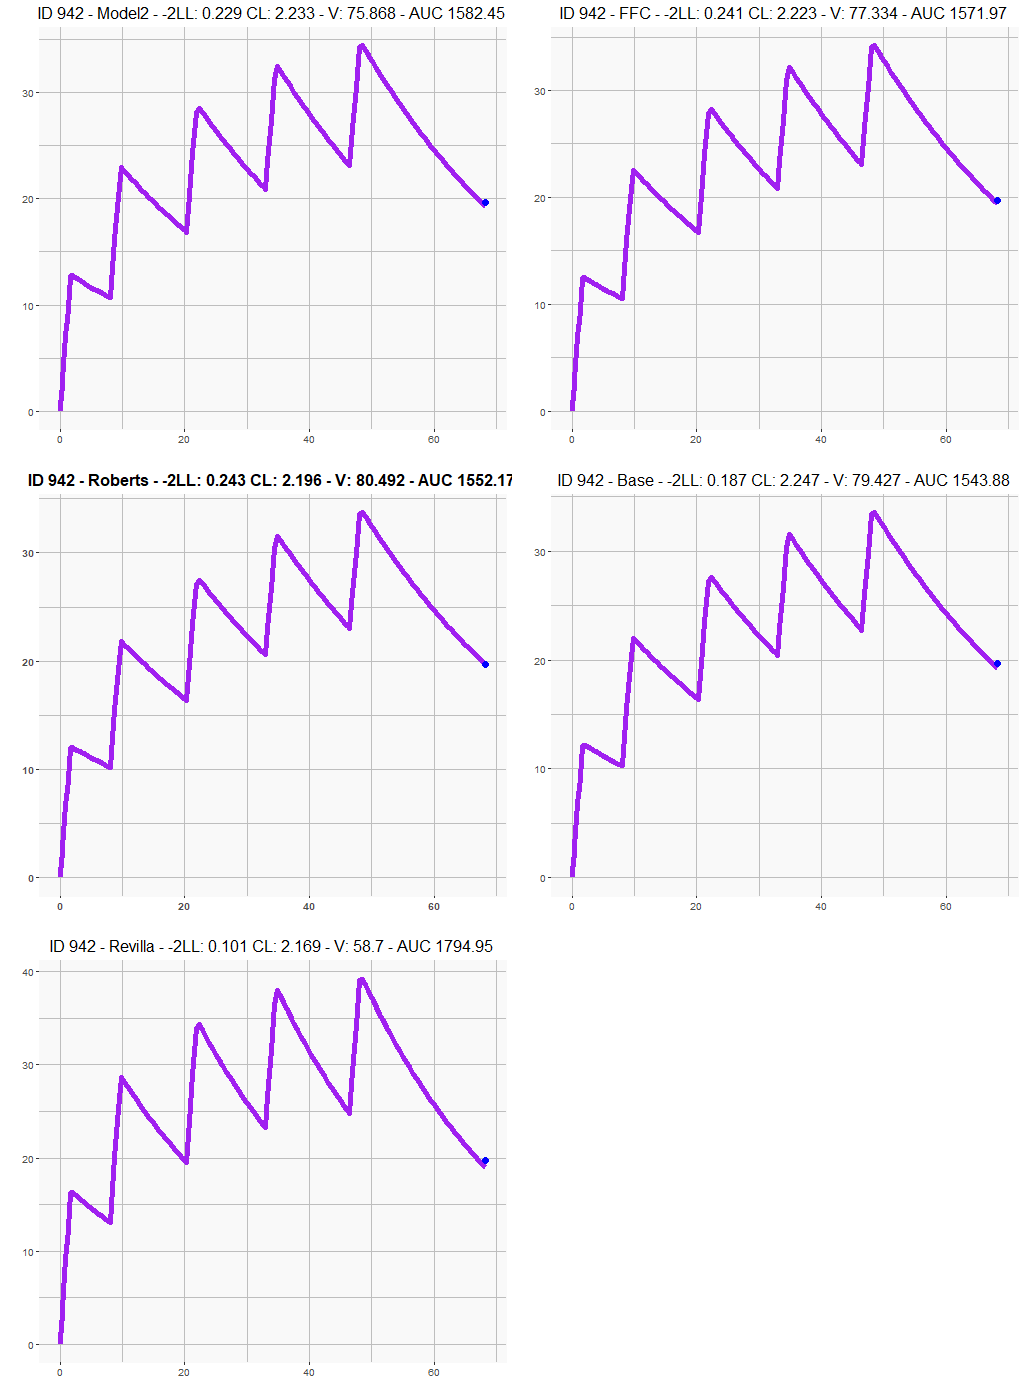 ID 942 - Model2 - -2LL: 0.229 CL: 2.233 - V: 75.868 - AUC 1582.45
30
20
10
0
0 20 40 60
ID 942 - FFC - -2LL: 0.241 CL: 2.223 - V: 77.334 - AUC 1571.97
30
20
10
0
0 20 40 60
ID 942 - Roberts - -2LL: 0.243 CL: 2.196 - V: 80.492 - AUC 1552.17
30
20
10
0
0 20 40 60
ID 942 - Base - -2LL: 0.187 CL: 2.247 - V: 79.427 - AUC 1543.88
30
20
10
0
0 20 40 60
ID 942 - Revilla - -2LL: 0.101 CL: 2.169 - V: 58.7 - AUC 1794.95
40
30
20
10
0
0 20 40 60